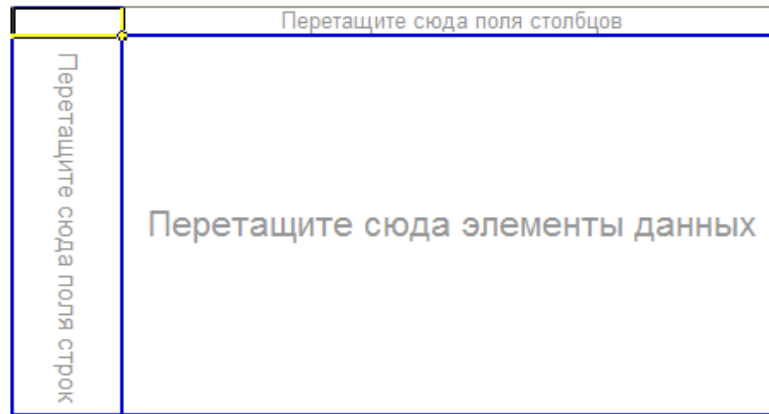 Перетащите сюда поля столбцов
Перетащите сюда поля строк
Перетащите сюда элементы данных